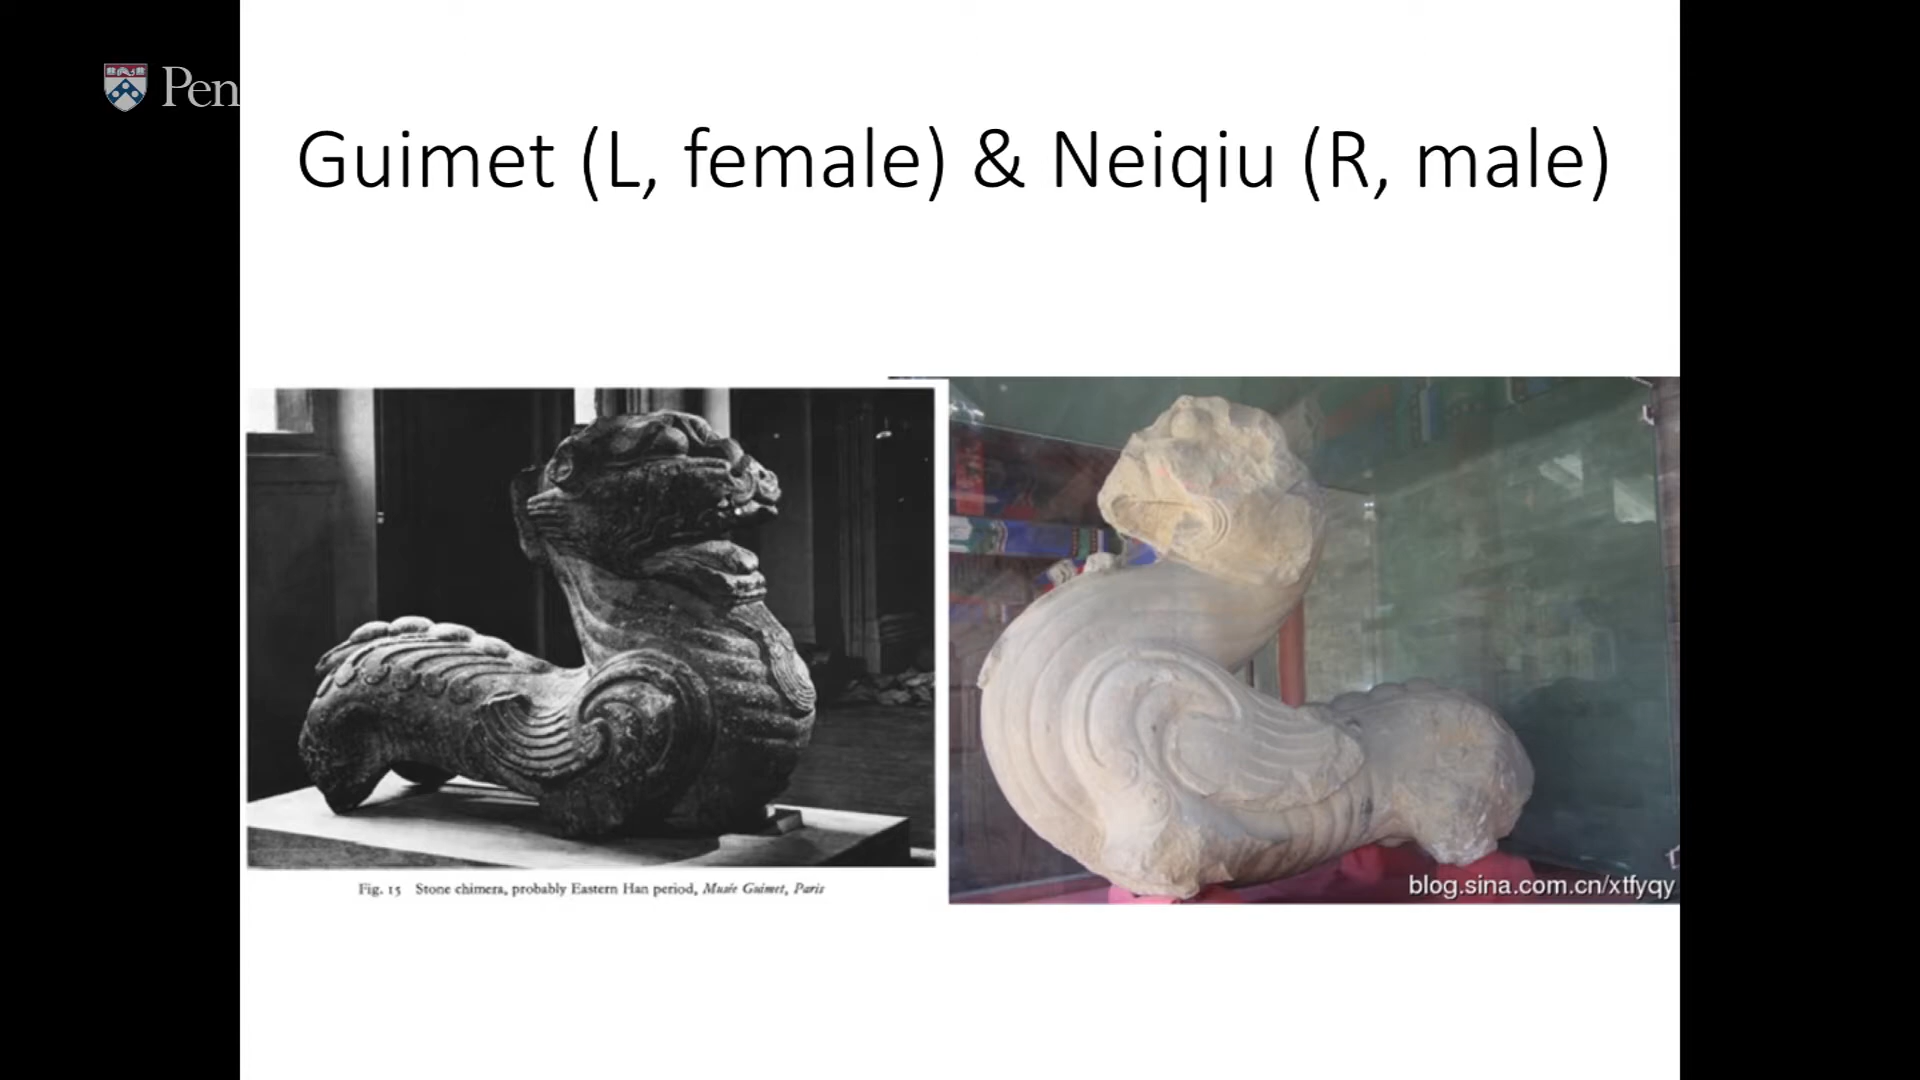 Pen
Guimet (L, female) & Neiqiu (R, male)
Fig. 15 Stone chimera, probably Eastern Han period, Musée Guimet, Paris
blog.sina.com.cn/xtfyqy